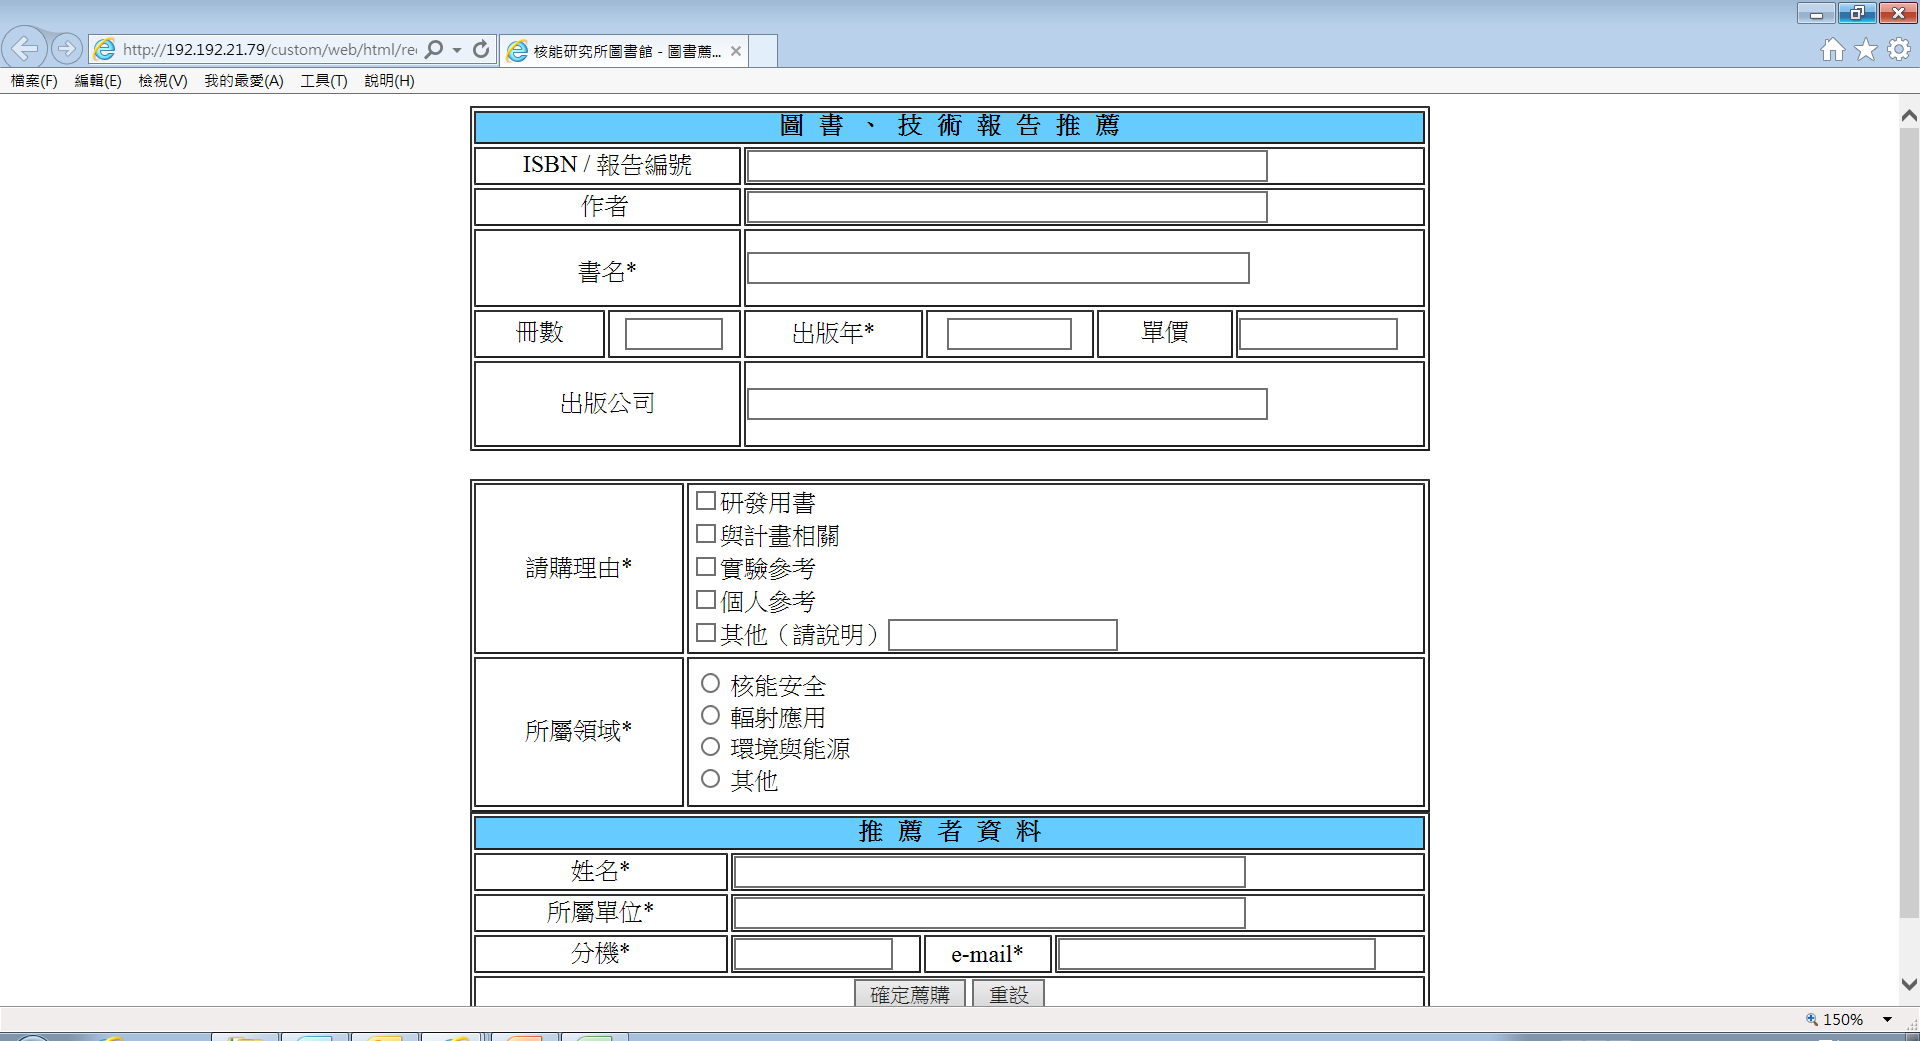 http://192.192.21.79/custom/web/html/re
核能研究所圖書館 - 圖書薦...
檔案(F) 編輯(E) 檢視(V) 我的最愛(A) 工具(T) 說明(H)
圖 書 、 技 術 報 告 推 薦
ISBN / 報告編號
作者
書名*
冊數 出版年* 單價
出版公司
請購理由*
研發用書
與計畫相關
實驗參考
個人參考
其他（請說明）
所屬領域*
核能安全
輻射應用
環境與能源
其他
推 薦 者 資 料
姓名*
所屬單位*
分機* e-mail*
確定薦購 重設
150%